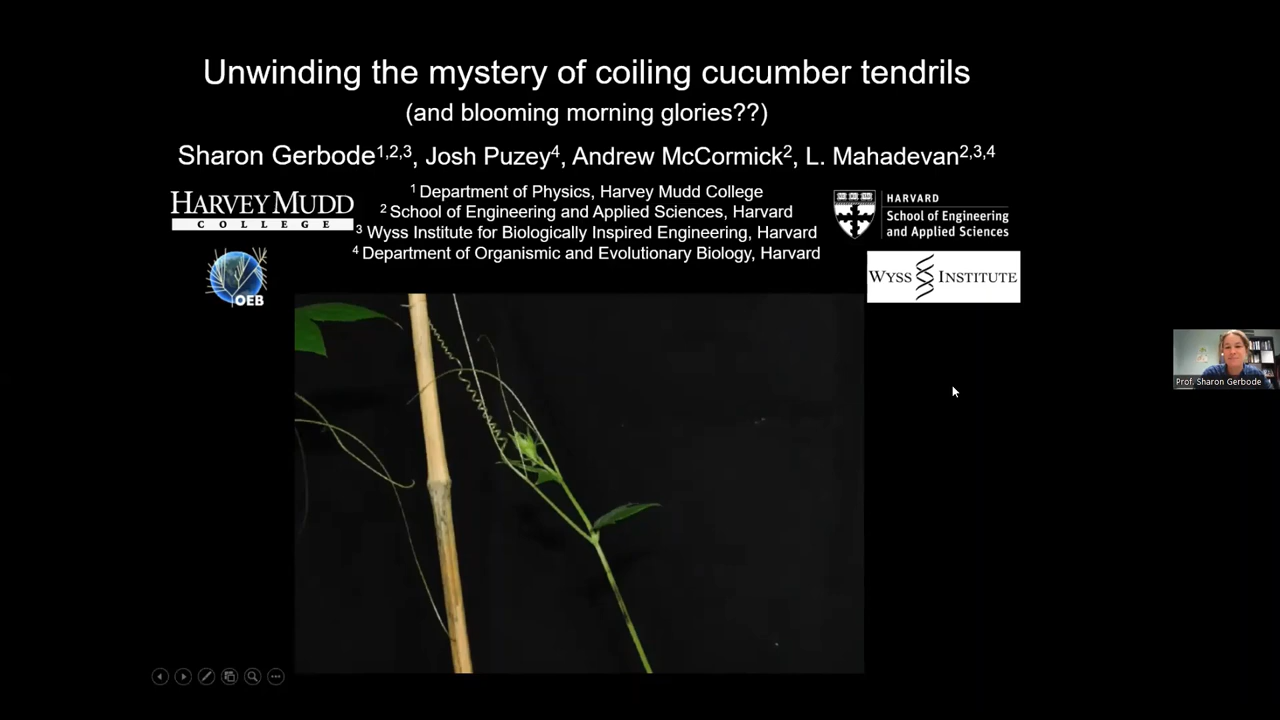 Unwinding the mystery of coiling cucumber tendrils
(and blooming morning glories??)
Sharon Gerbode1,2,3, Josh Puzey4, Andrew McCormick2, L. Mahadevan2,3,4
1 Department of Physics, Harvey Mudd College
2 School of Engineering and Applied Sciences, Harvard
3 Wyss Institute for Biologically Inspired Engineering, Harvard
4 Department of Organismic and Evolutionary Biology, Harvard
HARVEY MUDD
COLLEGE
OEB
HARVARD
School of Engineering
and Applied Sciences
WYSS INSTITUTE
Prof. Sharon Gerbode